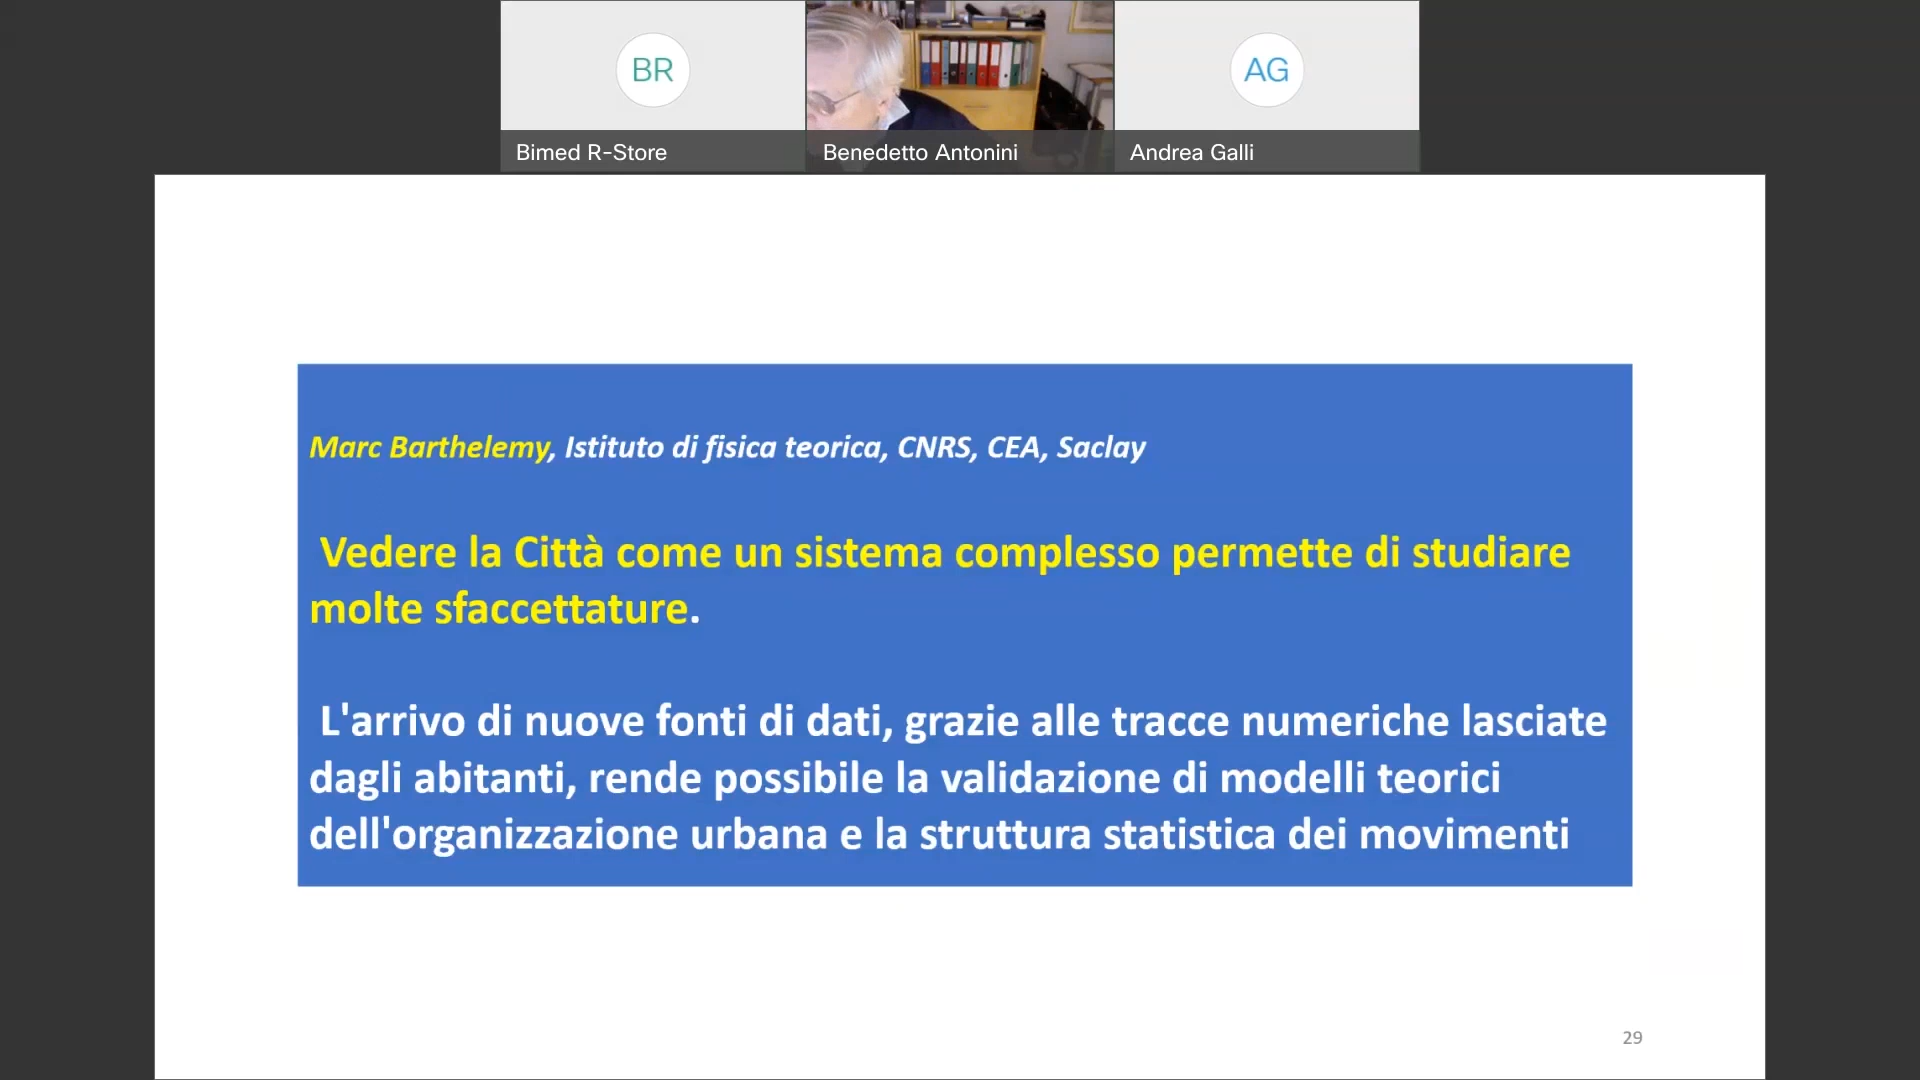 BR
AG
Bimed R-Store
Benedetto Antonini
Andrea Galli
Marc Barthelemy, Istituto di fisica teorica, CNRS, CEA, Saclay
Vedere la Città come un sistema complesso permette di studiare
molte sfaccettature.
L'arrivo di nuove fonti di dati, grazie alle tracce numeriche lasciate
dagli abitanti, rende possibile la validazione di modelli teorici
dell'organizzazione urbana e la struttura statistica dei movimenti
29